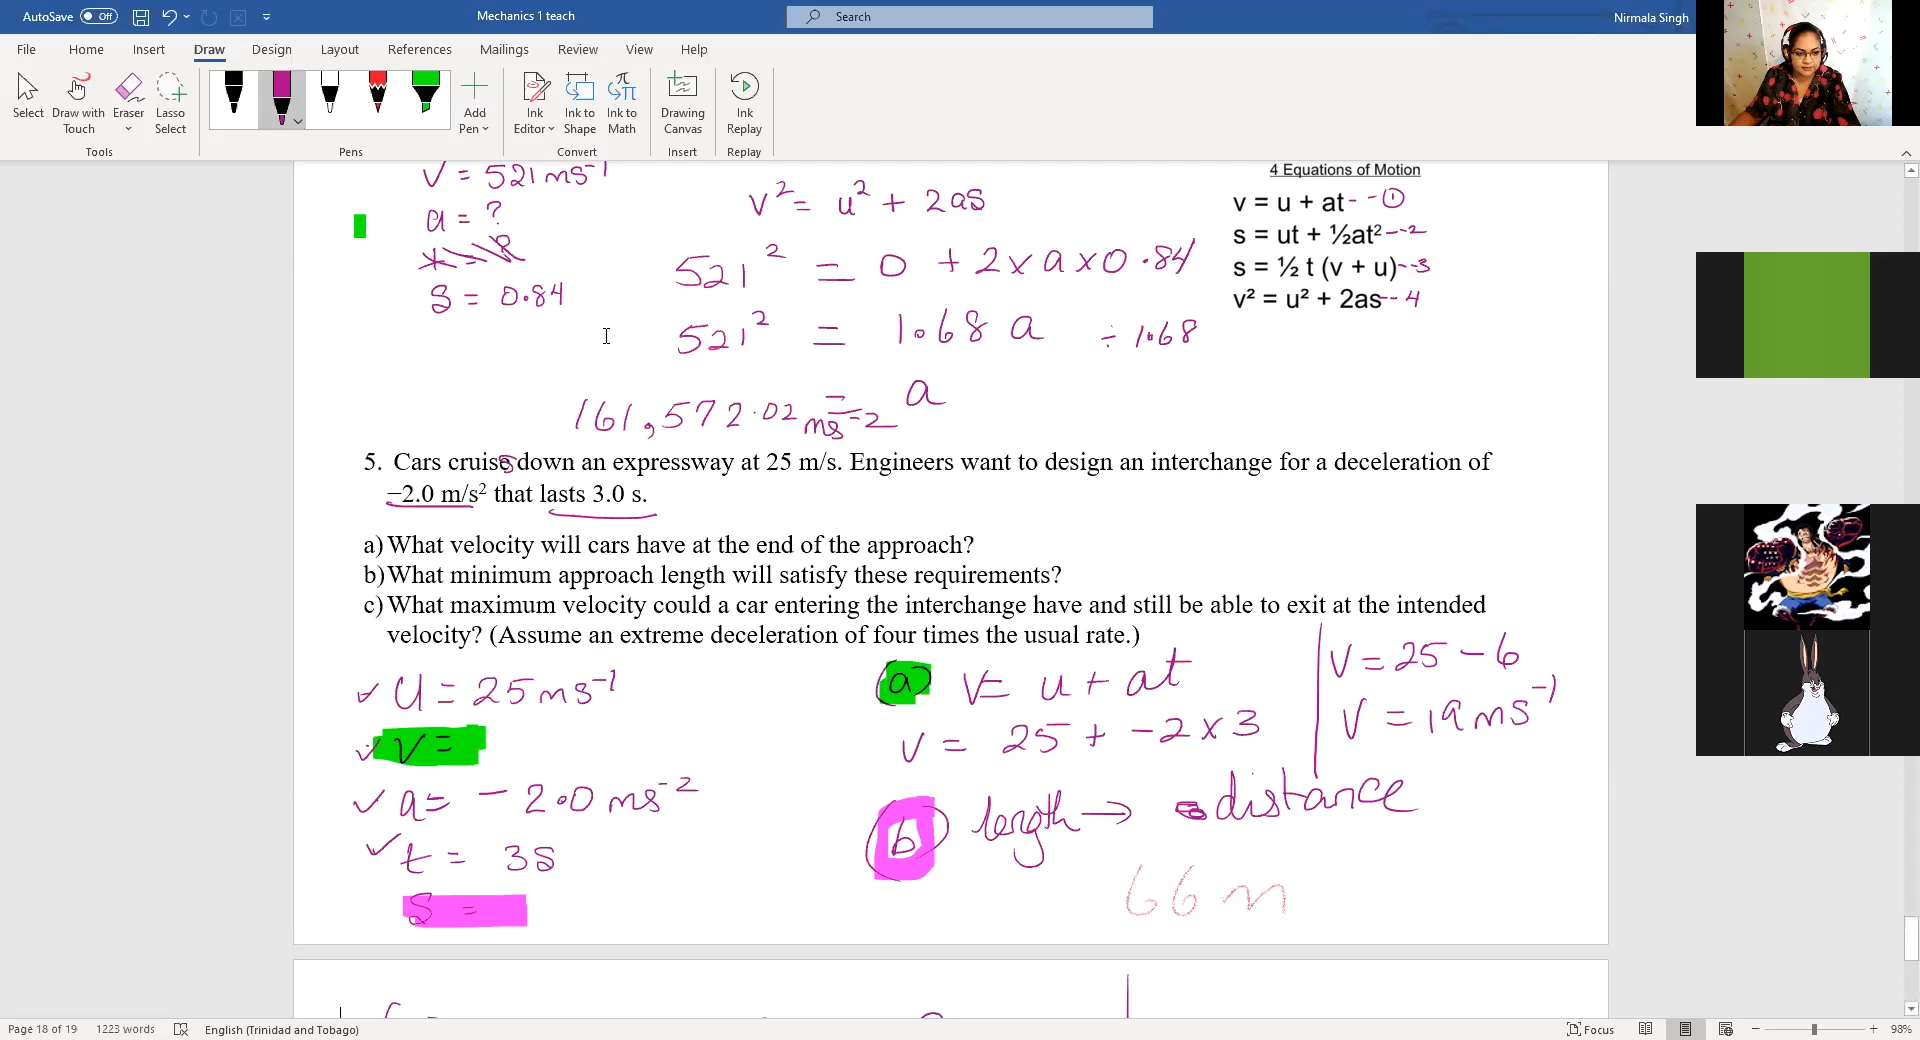 AutoSave Off Mechanics 1 teach Search Nirmala Singh
File Home Insert Draw Design Layout References Mailings Review View Help
Select Draw with Touch Eraser Lasso Select Add Pen Ink Editor Ink to Shape Ink to Math Drawing Canvas Ink Replay
Tools Pens Convert Insert Replay
v = 521 ms⁻¹
a = ?
s = 0.84
v² = u² + 2as
521² = 0 + 2 × a × 0.84
521² = 1.68 a ÷ 1.68
161,572.02 ms⁻² = a
4 Equations of Motion
v = u + at - - ①
s = ut + ½at² -- 2
s = ½ t (v + u) -- 3
v² = u² + 2as -- 4
5. Cars cruise down an expressway at 25 m/s. Engineers want to design an interchange for a deceleration of
−2.0 m/s² that lasts 3.0 s.
a) What velocity will cars have at the end of the approach?
b) What minimum approach length will satisfy these requirements?
c) What maximum velocity could a car entering the interchange have and still be able to exit at the intended
velocity? (Assume an extreme deceleration of four times the usual rate.)
✓ u = 25 ms⁻¹
✓ v =
✓ a = - 2.0 ms⁻²
✓ t = 3s
s =
(a) v = u + at
v = 25 + -2 × 3
v = 25 - 6
v = 19 ms⁻¹
(b) length → distance
66 m
Page 18 of 19 1223 words English (Trinidad and Tobago) Focus 98%